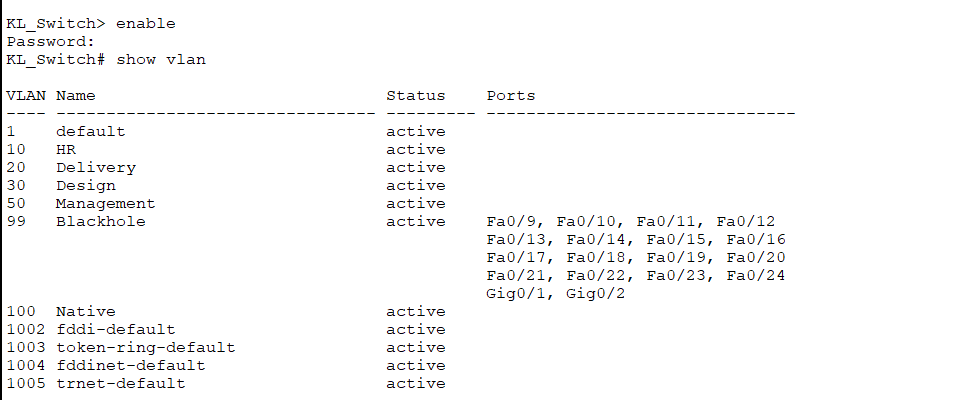 KL_Switch> enable
Password:
KL_Switch# show vlan
VLAN Name                             Status    Ports
---- -------------------------------- --------- -------------------------------
1    default                          active
10   HR                               active
20   Delivery                         active
30   Design                           active
50   Management                       active
99   Blackhole                        active    Fa0/9, Fa0/10, Fa0/11, Fa0/12
                                                Fa0/13, Fa0/14, Fa0/15, Fa0/16
                                                Fa0/17, Fa0/18, Fa0/19, Fa0/20
                                                Fa0/21, Fa0/22, Fa0/23, Fa0/24
                                                Gig0/1, Gig0/2
100  Native                           active
1002 fddi-default                     active
1003 token-ring-default               active
1004 fddinet-default                  active
1005 trnet-default                    active